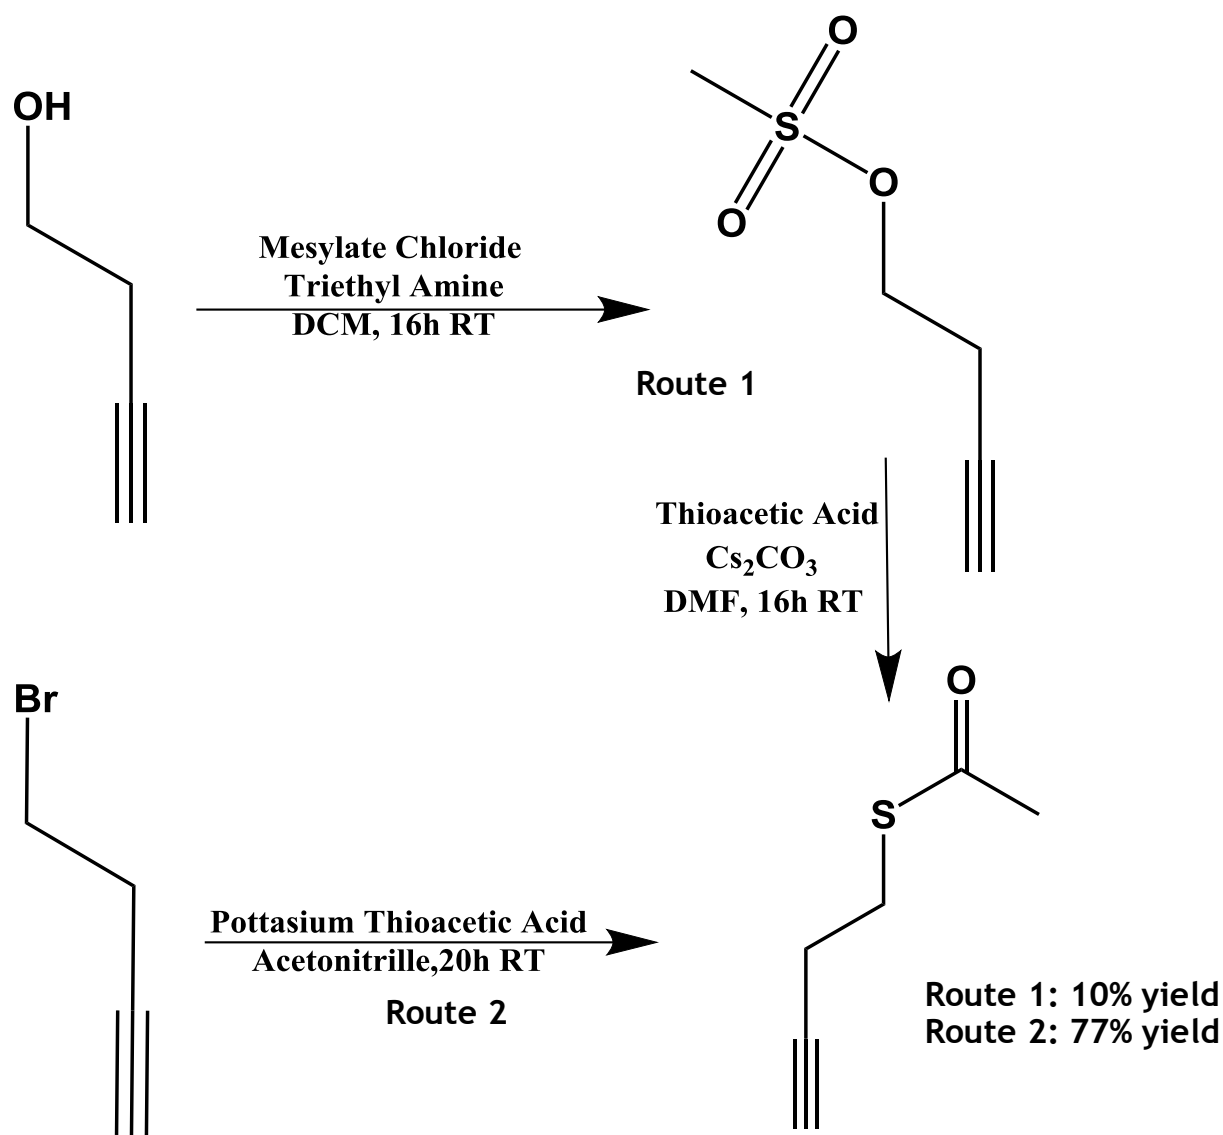 O
OH
S
O
O
Mesylate Chloride
Triethyl Amine
DCM, 16h RT
Route 1
Thioacetic Acid
Cs₂CO₃
DMF, 16h RT
O
Br
S
Pottasium Thioacetic Acid
Acetonitrille,20h RT
Route 2
Route 1: 10% yield
Route 2: 77% yield